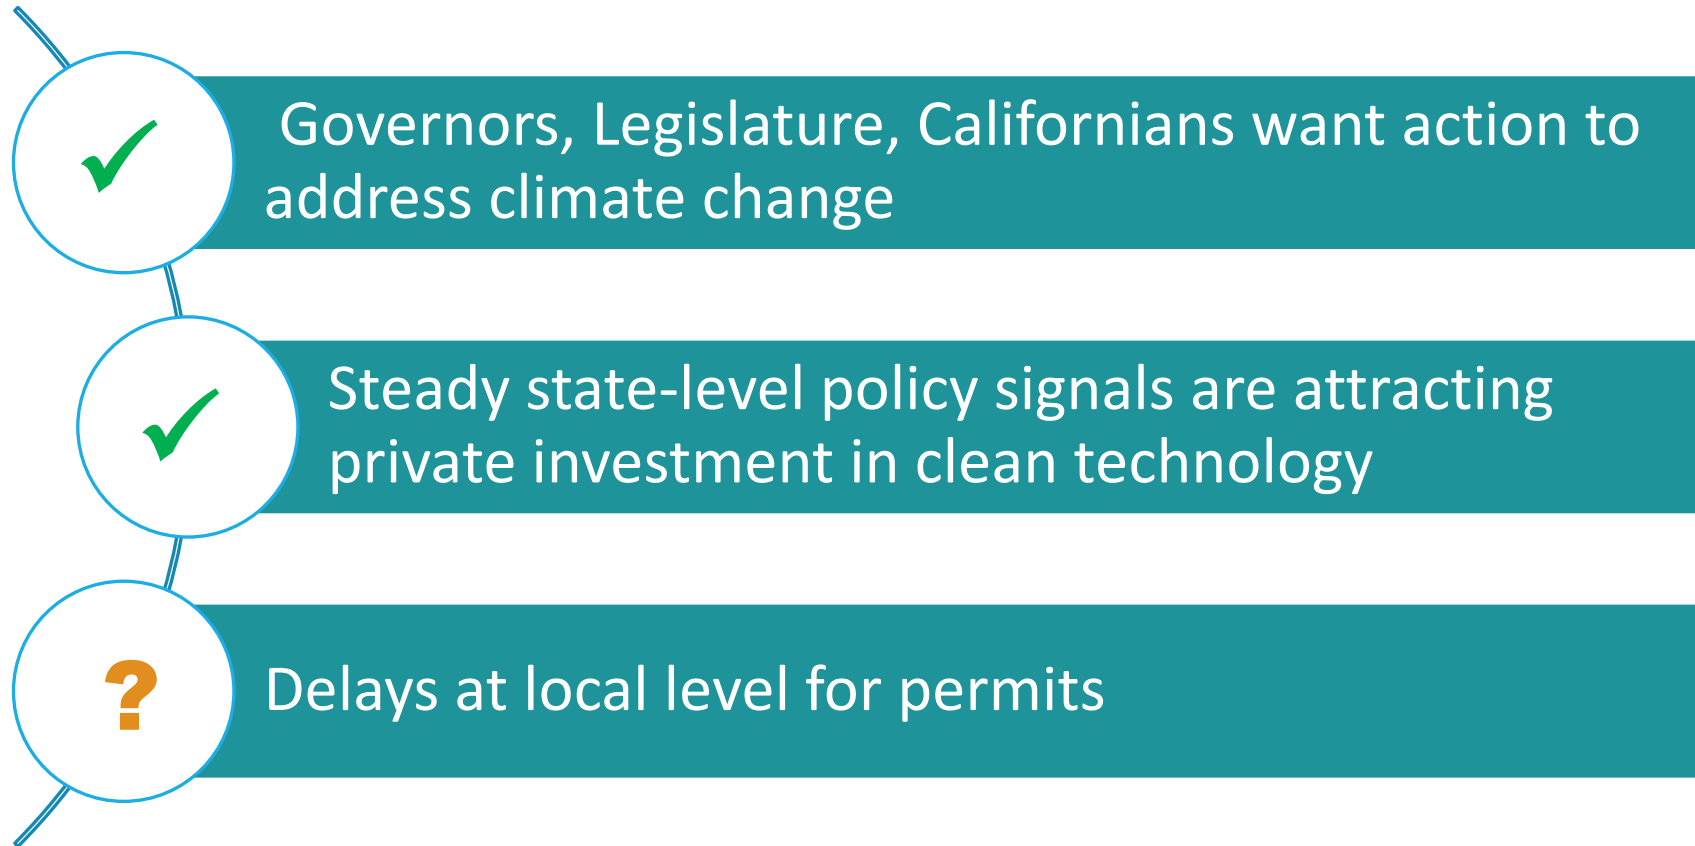 ✓
Governors, Legislature, Californians want action to
address climate change
✓
Steady state-level policy signals are attracting
private investment in clean technology
?
Delays at local level for permits